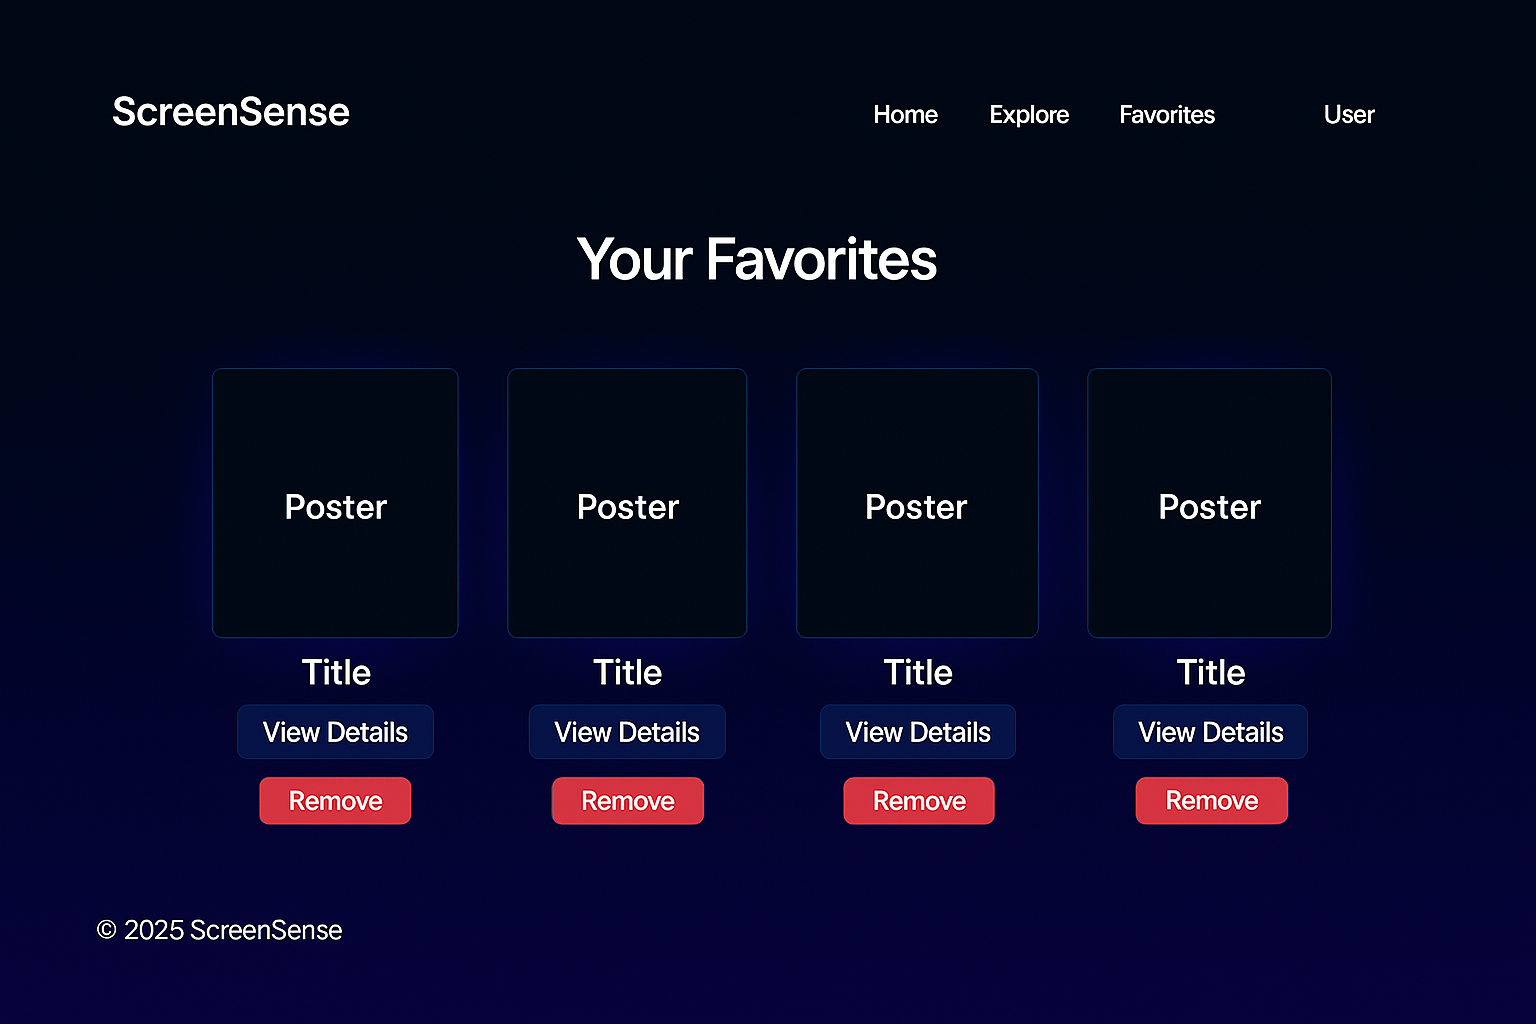 ScreenSense
Home Explore Favorites User
Your Favorites
Poster Poster Poster Poster
Title Title Title Title
View Details View Details View Details View Details
Remove Remove Remove Remove
© 2025 ScreenSense